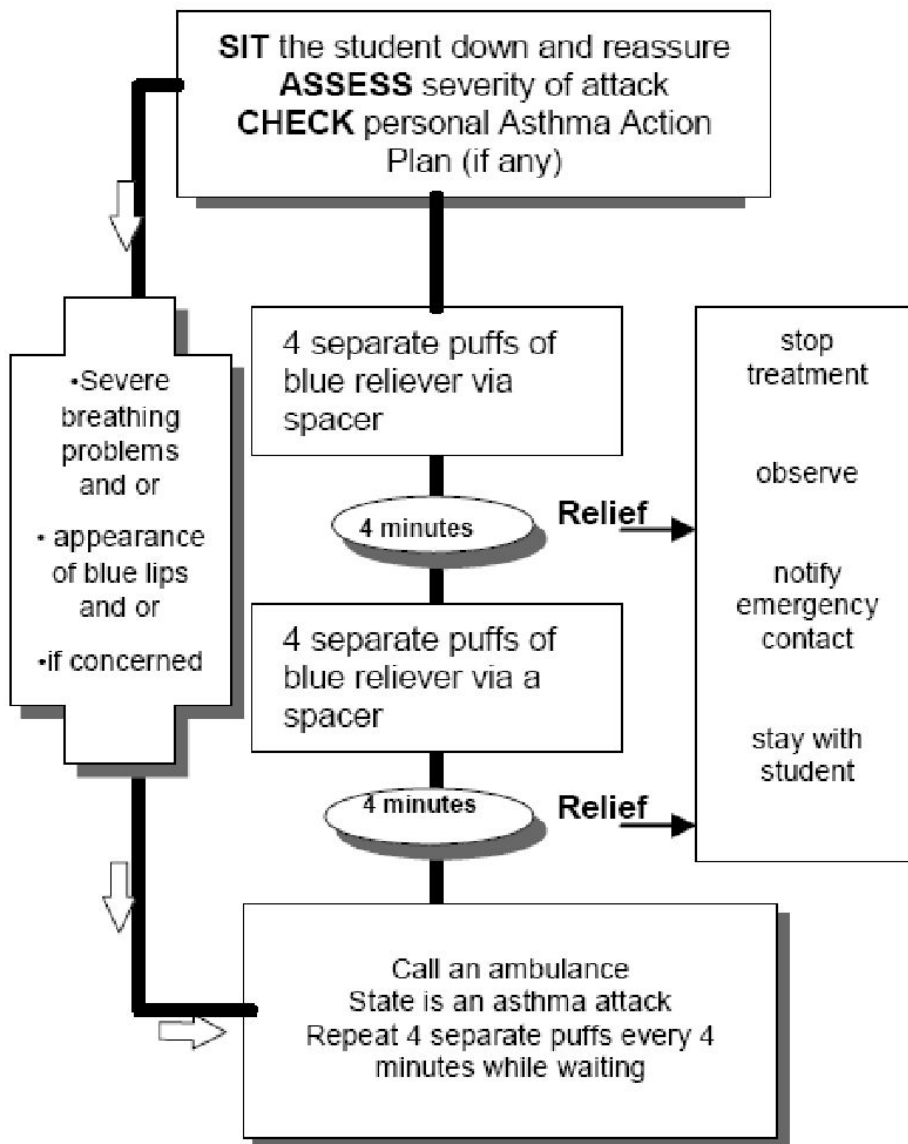 SIT the student down and reassure
ASSESS severity of attack
CHECK personal Asthma Action
Plan (if any)
•Severe
breathing
problems
and or
• appearance
of blue lips
and or
•if concerned
4 separate puffs of
blue reliever via
spacer
4 minutes
Relief
4 separate puffs of
blue reliever via a
spacer
4 minutes
Relief
stop
treatment
observe
notify
emergency
contact
stay with
student
Call an ambulance
State is an asthma attack
Repeat 4 separate puffs every 4
minutes while waiting